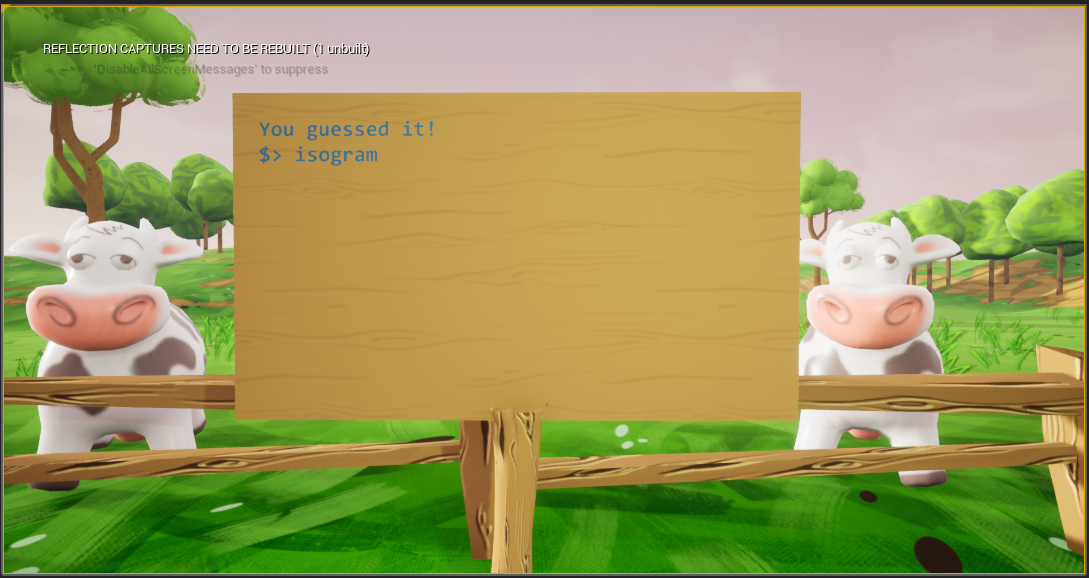 REFLECTION CAPTURES NEED TO BE REBUILT (1 unbuilt)
'DisableAllScreenMessages' to suppress
You guessed it!
$> isogram